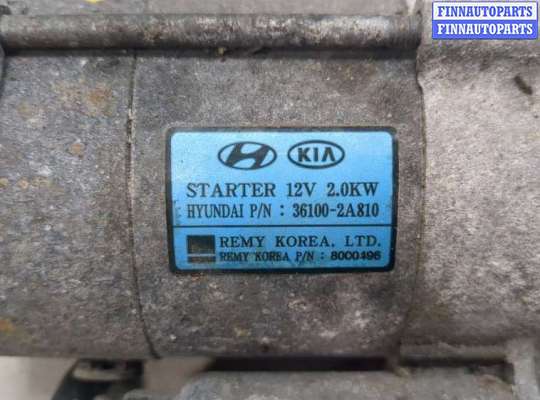 FINNAUTOPARTS
FINNAUTOPARTS
KIA
STARTER 12V 2.0KW
HYUNDAI P/N : 36100-2A810
REMY KOREA, LTD.
REMY KOREA P/N : 8000496